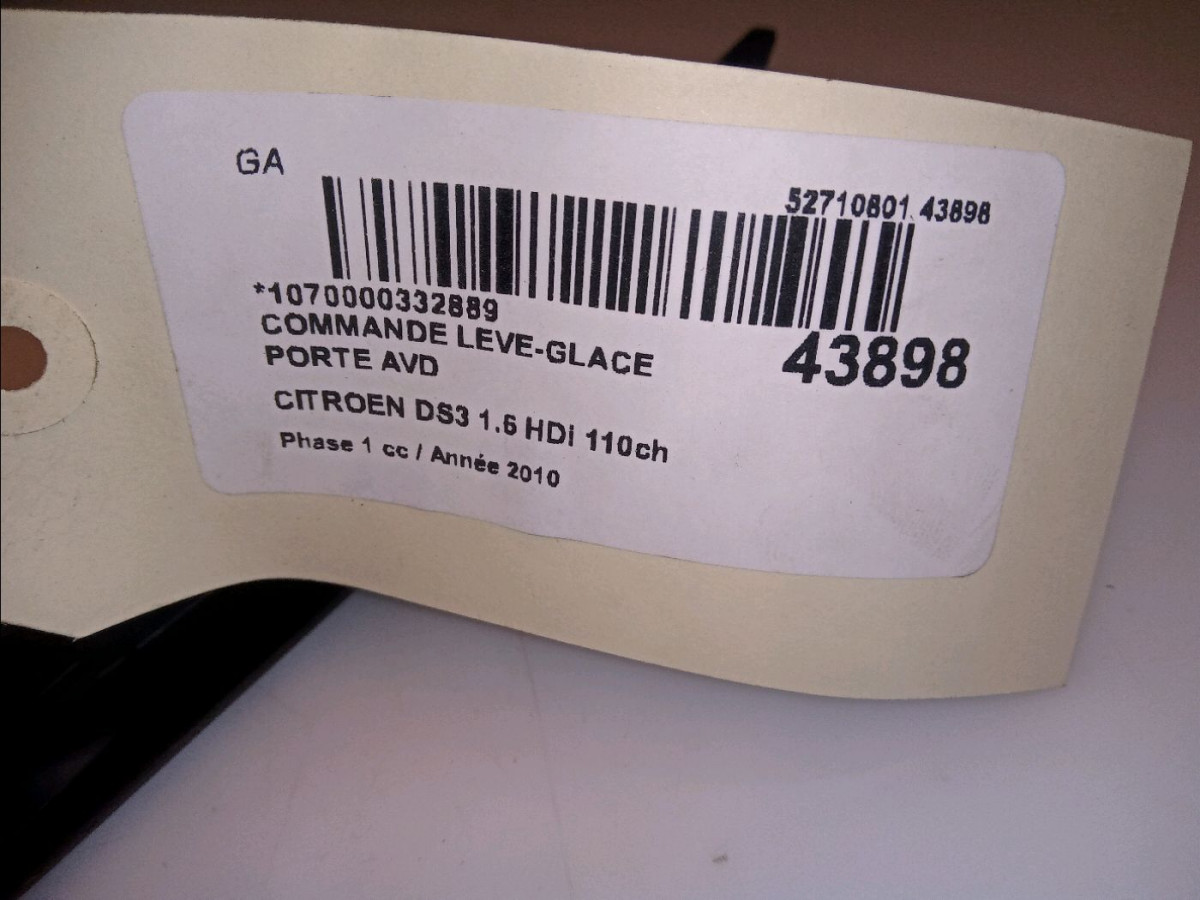 GA
52710801 43898
*1070000332889
COMMANDE LEVE-GLACE
PORTE AVD
43898
CITROEN DS3 1.6 HDi 110ch
Phase 1 cc / Année 2010